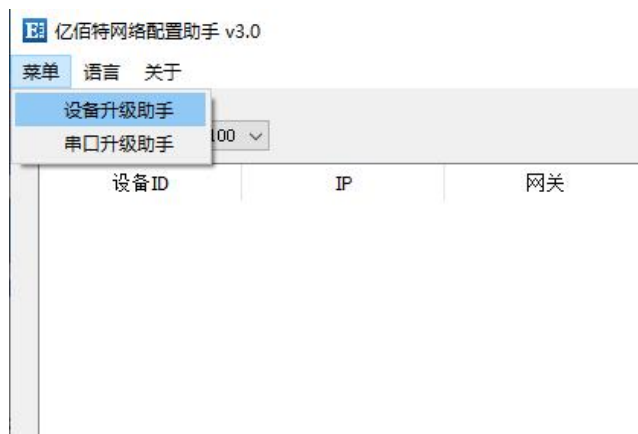 亿佰特网络配置助手 v3.0
菜单 语言 关于
设备升级助手
串口升级助手
100
设备ID IP 网关